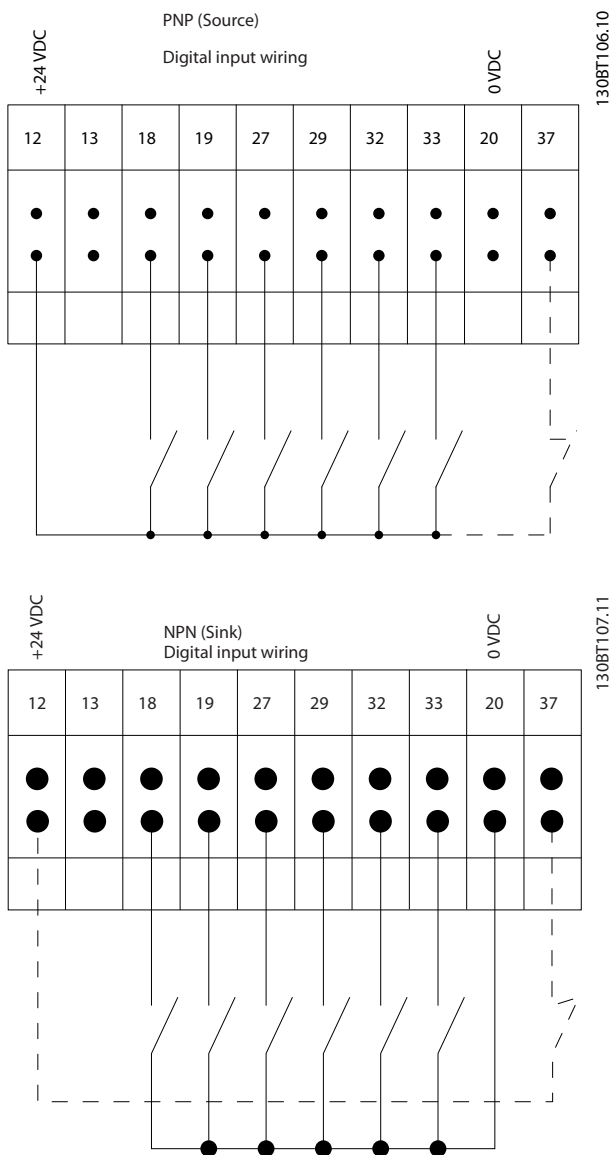 PNP (Source)
Digital input wiring
+24 VDC
0 VDC
130BT106.10
12 13 18 19 27 29 32 33 20 37
+24 VDC
NPN (Sink)
Digital input wiring
0 VDC
130BT107.11
12 13 18 19 27 29 32 33 20 37